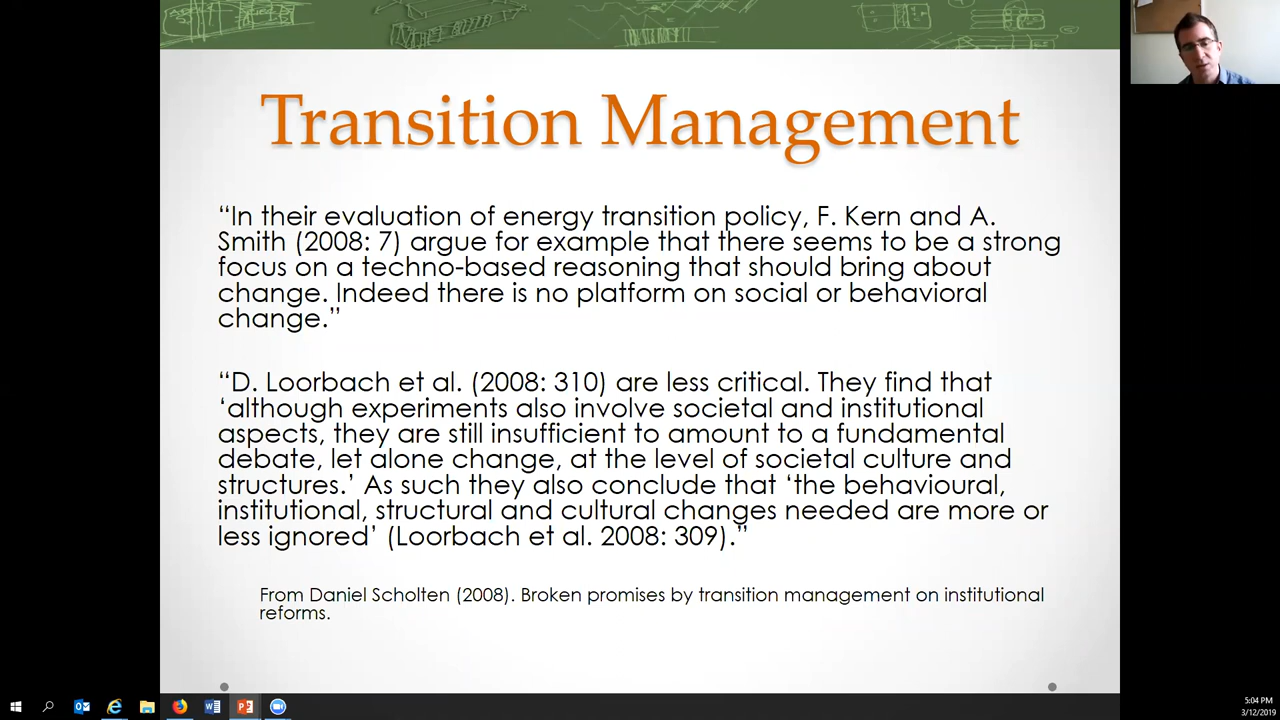 Transition Management
“In their evaluation of energy transition policy, F. Kern and A.
Smith (2008: 7) argue for example that there seems to be a strong
focus on a techno-based reasoning that should bring about
change. Indeed there is no platform on social or behavioral
change.”
“D. Loorbach et al. (2008: 310) are less critical. They find that
‘although experiments also involve societal and institutional
aspects, they are still insufficient to amount to a fundamental
debate, let alone change, at the level of societal culture and
structures.’ As such they also conclude that ‘the behavioural,
institutional, structural and cultural changes needed are more or
less ignored’ (Loorbach et al. 2008: 309).”
From Daniel Scholten (2008). Broken promises by transition management on institutional
reforms.
5:04 PM
3/12/2019